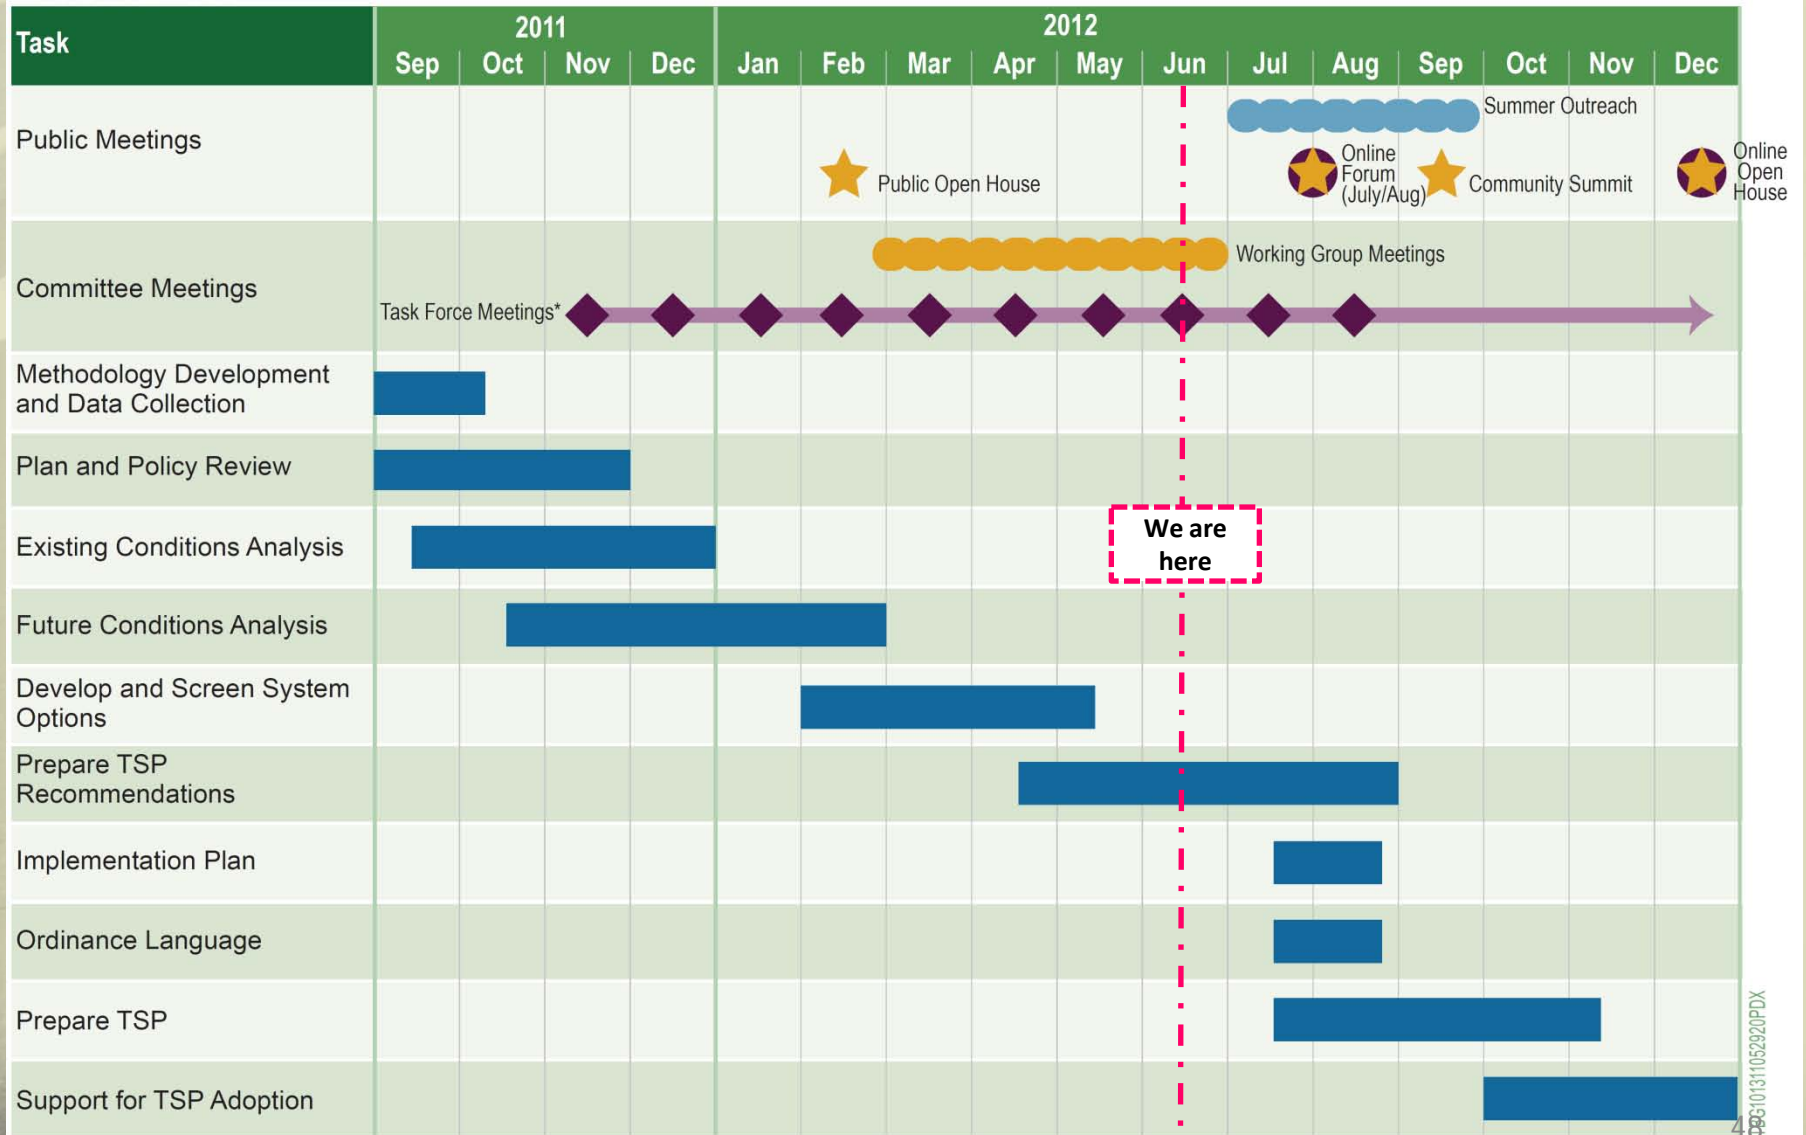 Task
2011
2012
Sep Oct Nov Dec Jan Feb Mar Apr May Jun Jul Aug Sep Oct Nov Dec
Public Meetings
Summer Outreach
Public Open House
Online
Forum
(July/Aug)
Community Summit
Online
Open
House
Committee Meetings
Working Group Meetings
Task Force Meetings*
Methodology Development
and Data Collection
Plan and Policy Review
Existing Conditions Analysis
We are
here
Future Conditions Analysis
Develop and Screen System
Options
Prepare TSP
Recommendations
Implementation Plan
Ordinance Language
Prepare TSP
Support for TSP Adoption
48